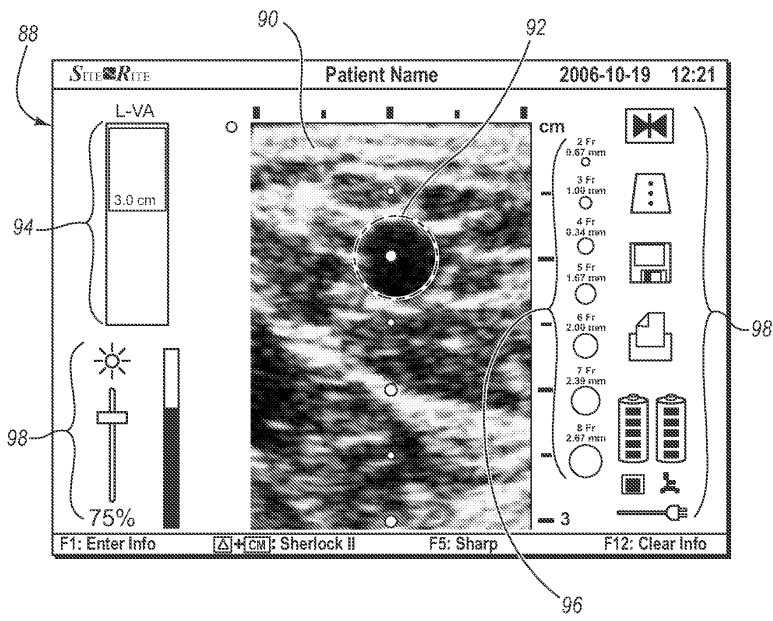 90
92
88
SITE RITE Patient Name 2006-10-19 12:21
L-VA
cm
3.0 cm
2 Fr
0.67 mm
3 Fr
1.00 mm
4 Fr
0.34 mm
5 Fr
1.67 mm
6 Fr
2.00 mm
7 Fr
2.39 mm
8 Fr
2.67 mm
94
98
98
75%
3
F1: Enter Info Δ+CM: Sherlock II F5: Sharp F12: Clear Info
96